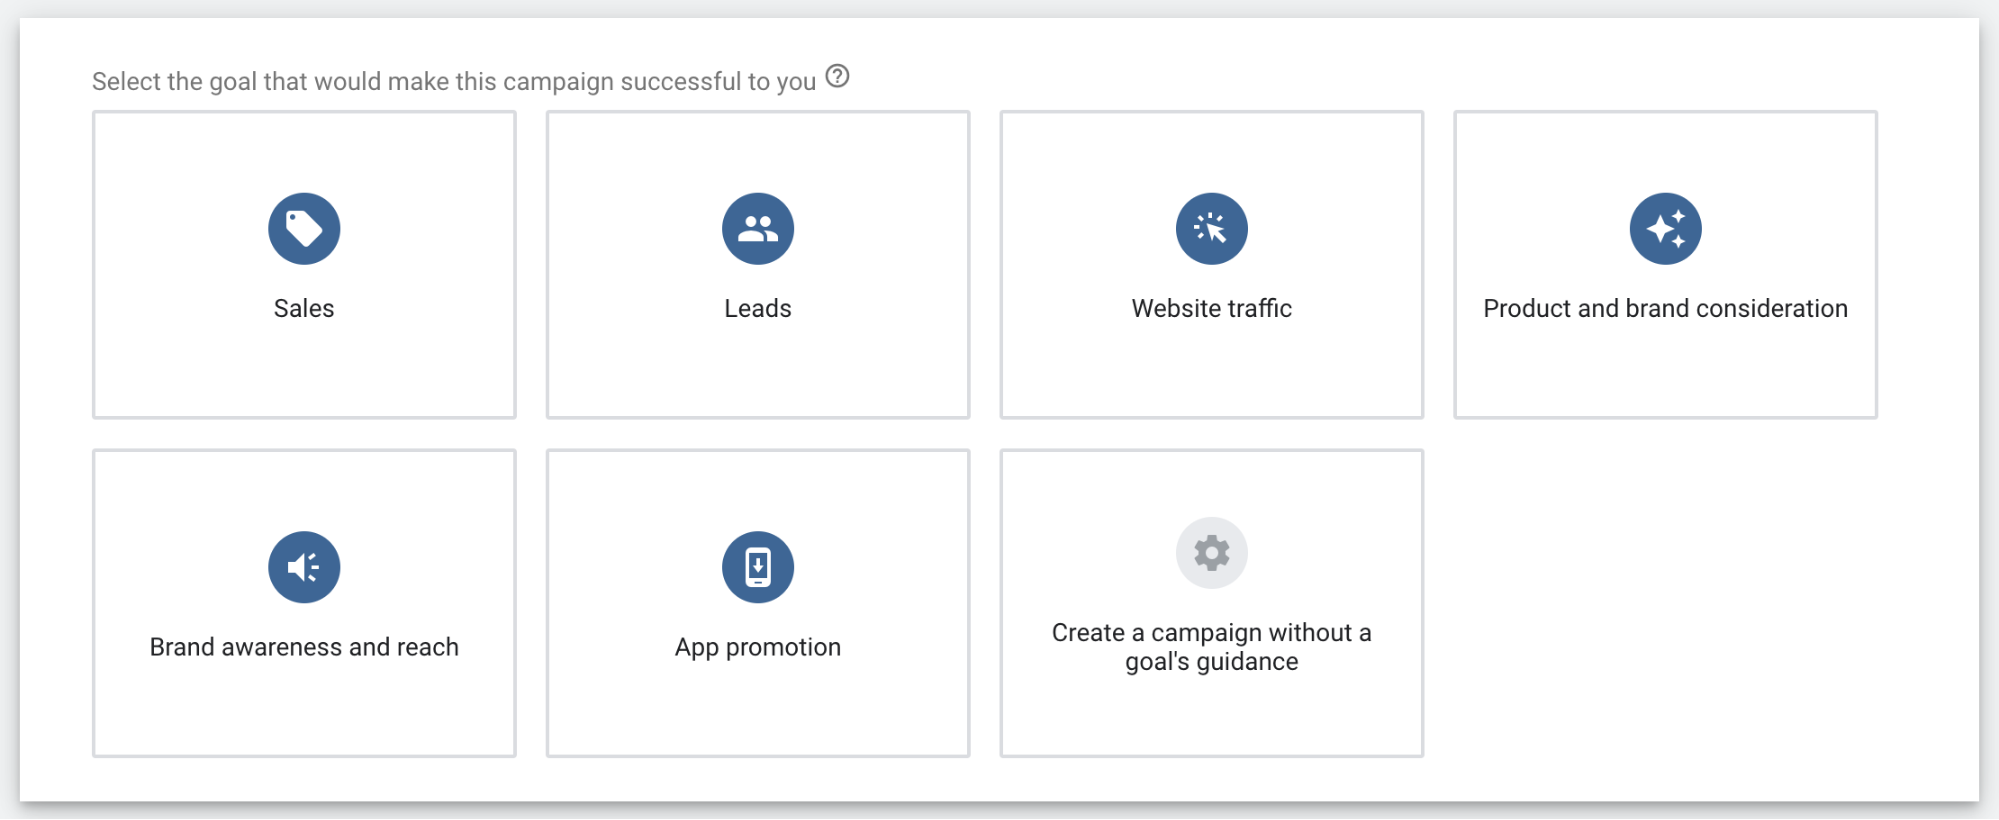 Select the goal that would make this campaign successful to you
Sales
Leads
Website traffic
Product and brand consideration
Brand awareness and reach
App promotion
Create a campaign without a
goal's guidance